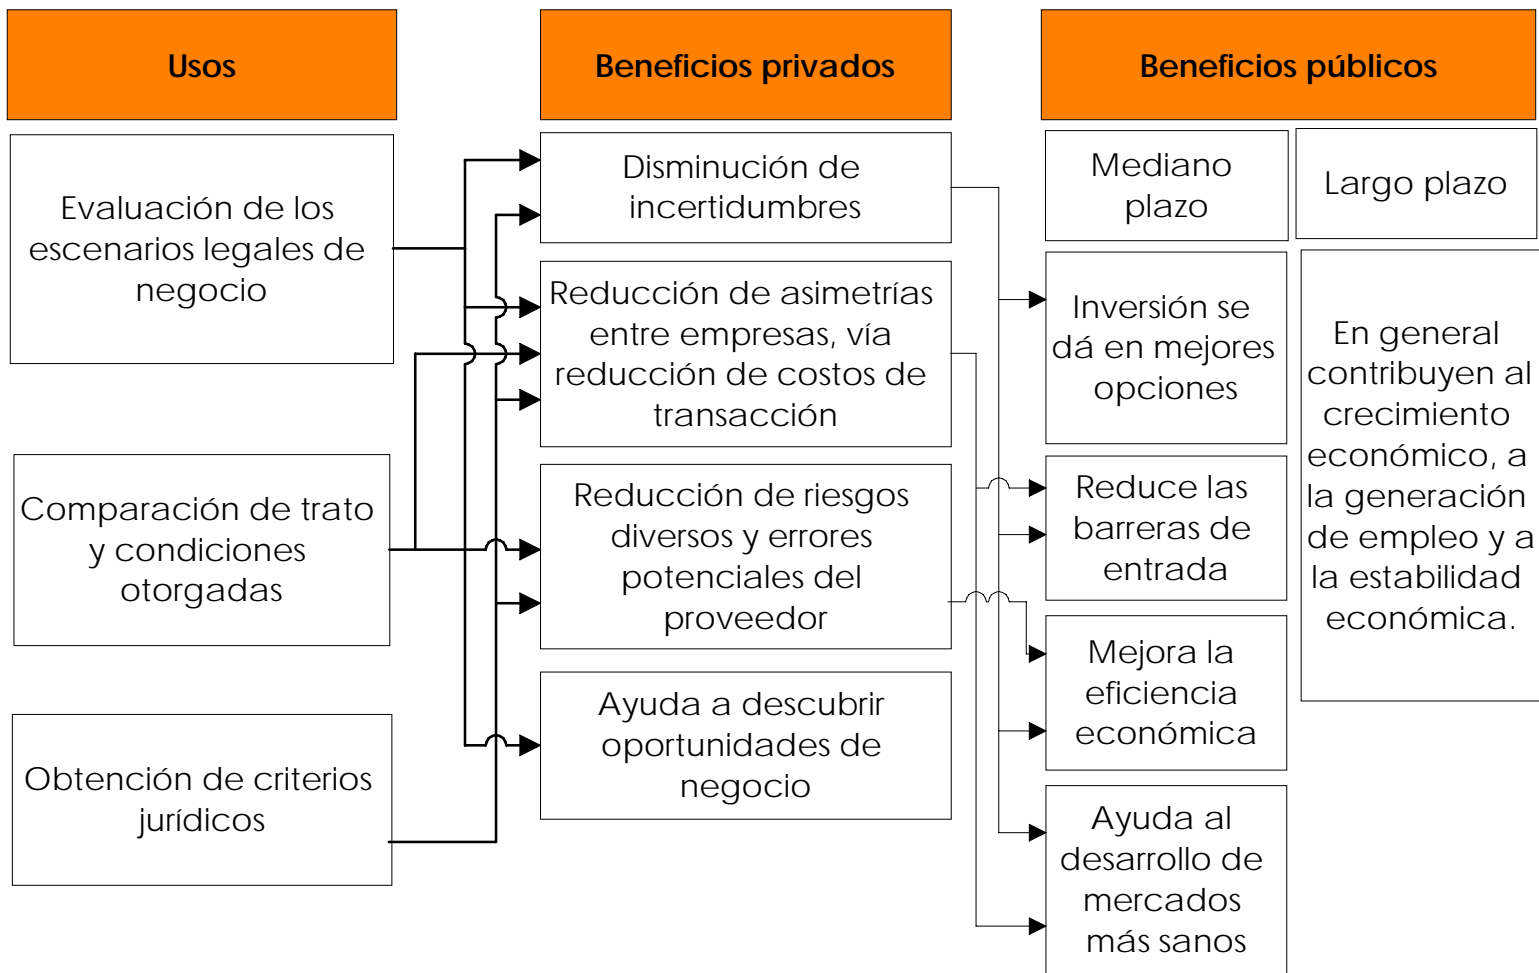 Usos
Beneficios privados
Beneficios públicos
Evaluación de los
escenarios legales de
negocio
Comparación de trato
y condiciones
otorgadas
Obtención de criterios
jurídicos
Disminución de
incertidumbres
Reducción de asimetrías
entre empresas, vía
reducción de costos de
transacción
Reducción de riesgos
diversos y errores
potenciales del
proveedor
Ayuda a descubrir
oportunidades de
negocio
Mediano
plazo
Inversión se
dá en mejores
opciones
Reduce las
barreras de
entrada
Mejora la
eficiencia
económica
Ayuda al
desarrollo de
mercados
más sanos
Largo plazo
En general
contribuyen al
crecimiento
económico, a
la generación
de empleo y a
la estabilidad
económica.